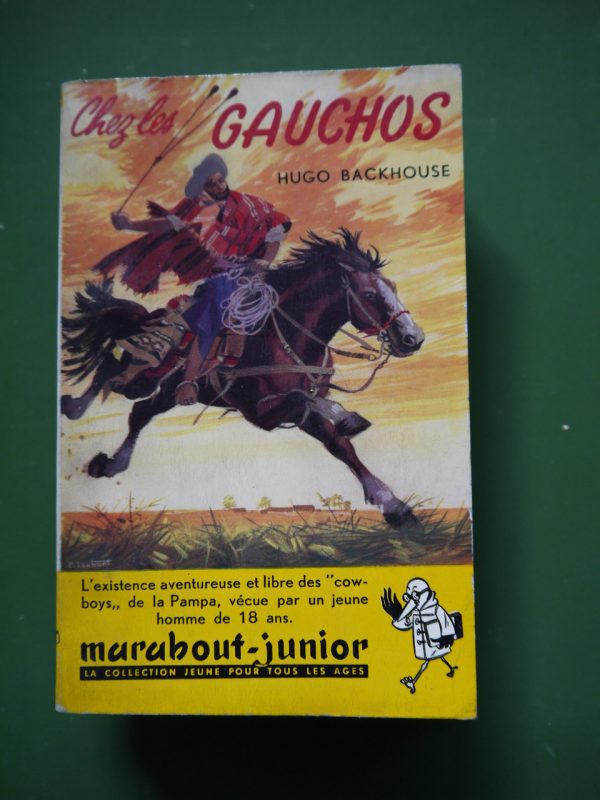 Chez les GAUCHOS
HUGO BACKHOUSE
P. Joubert
L'existence aventureuse et libre des "cow-
boys„ de la Pampa, vécue par un jeune
homme de 18 ans.
marabout-junior
LA COLLECTION JEUNE POUR TOUS LES AGES